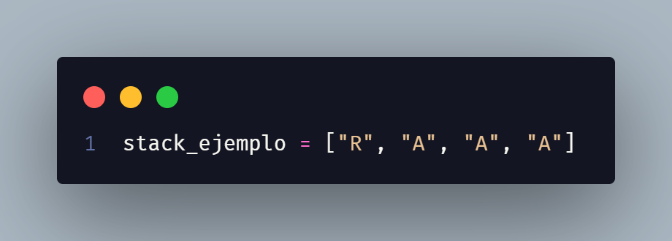 1 stack_ejemplo = ["R", "A", "A", "A"]